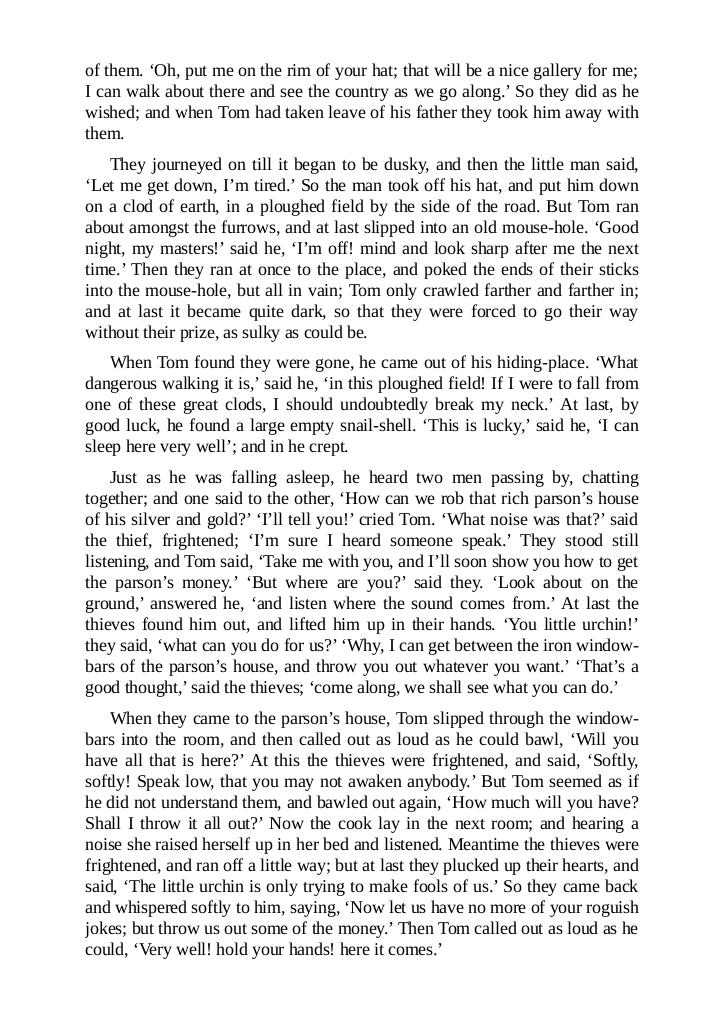 of them. ‘Oh, put me on the rim of your hat; that will be a nice gallery for me;
I can walk about there and see the country as we go along.’ So they did as he
wished; and when Tom had taken leave of his father they took him away with
them.
They journeyed on till it began to be dusky, and then the little man said,
‘Let me get down, I’m tired.’ So the man took off his hat, and put him down
on a clod of earth, in a ploughed field by the side of the road. But Tom ran
about amongst the furrows, and at last slipped into an old mouse-hole. ‘Good
night, my masters!’ said he, ‘I’m off! mind and look sharp after me the next
time.’ Then they ran at once to the place, and poked the ends of their sticks
into the mouse-hole, but all in vain; Tom only crawled farther and farther in;
and at last it became quite dark, so that they were forced to go their way
without their prize, as sulky as could be.
When Tom found they were gone, he came out of his hiding-place. ‘What
dangerous walking it is,’ said he, ‘in this ploughed field! If I were to fall from
one of these great clods, I should undoubtedly break my neck.’ At last, by
good luck, he found a large empty snail-shell. ‘This is lucky,’ said he, ‘I can
sleep here very well’; and in he crept.
Just as he was falling asleep, he heard two men passing by, chatting
together; and one said to the other, ‘How can we rob that rich parson’s house
of his silver and gold?’ ‘I’ll tell you!’ cried Tom. ‘What noise was that?’ said
the thief, frightened; ‘I’m sure I heard someone speak.’ They stood still
listening, and Tom said, ‘Take me with you, and I’ll soon show you how to get
the parson’s money.’ ‘But where are you?’ said they. ‘Look about on the
ground,’ answered he, ‘and listen where the sound comes from.’ At last the
thieves found him out, and lifted him up in their hands. ‘You little urchin!’
they said, ‘what can you do for us?’ ‘Why, I can get between the iron window-
bars of the parson’s house, and throw you out whatever you want.’ ‘That’s a
good thought,’ said the thieves; ‘come along, we shall see what you can do.’
When they came to the parson’s house, Tom slipped through the window-
bars into the room, and then called out as loud as he could bawl, ‘Will you
have all that is here?’ At this the thieves were frightened, and said, ‘Softly,
softly! Speak low, that you may not awaken anybody.’ But Tom seemed as if
he did not understand them, and bawled out again, ‘How much will you have?
Shall I throw it all out?’ Now the cook lay in the next room; and hearing a
noise she raised herself up in her bed and listened. Meantime the thieves were
frightened, and ran off a little way; but at last they plucked up their hearts, and
said, ‘The little urchin is only trying to make fools of us.’ So they came back
and whispered softly to him, saying, ‘Now let us have no more of your roguish
jokes; but throw us out some of the money.’ Then Tom called out as loud as he
could, ‘Very well! hold your hands! here it comes.’